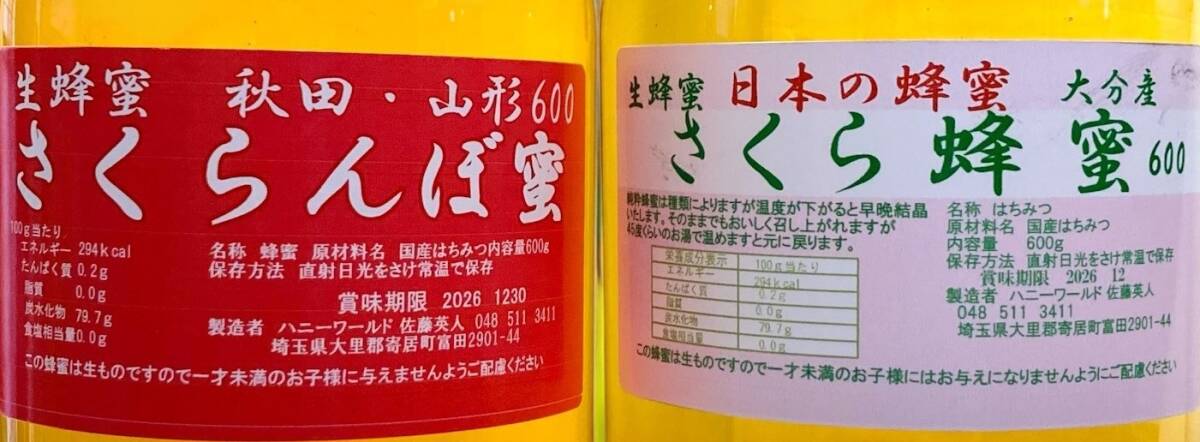 生蜂蜜 秋田・山形600
さくらんぼ蜜
100g当たり
エネルギー 294kcal
たんぱく質 0.2g
脂質 0.0g
炭水化物 79.7g
食塩相当量0.0g
名称 蜂蜜 原材料名 国産はちみつ内容量600g
保存方法 直射日光をさけ常温で保存
賞味期限 2026 1230
製造者 ハニーワールド 佐藤英人 048 511 3411
埼玉県大里郡寄居町富田2901-44
この蜂蜜は生ものですので一才未満のお子様に与えませんようご配慮ください
生蜂蜜 日本の蜂蜜 大分産
さくら蜂蜜 600
純粋蜂蜜は種類によりますが温度が下がると早晩結晶
いたします。そのままでもおいしく召し上がれますが
45度くらいのお湯で温めますと元に戻ります。
栄養成分表示 100g当たり
エネルギー 294kcal
たんぱく質 0.2g
脂質 0.0g
炭水化物 79.7g
食塩相当量 0.0g
名称 はちみつ
原材料名 国産はちみつ
内容量 600g
保存方法 直射日光をさけ常温で保存
賞味期限 2026 12
製造者 ハニーワールド 佐藤英人
048 511 3411
埼玉県大里郡寄居町富田2901-44
この蜂蜜は生ものですので一才未満のお子様にはお与えになりませんようにご配慮ください